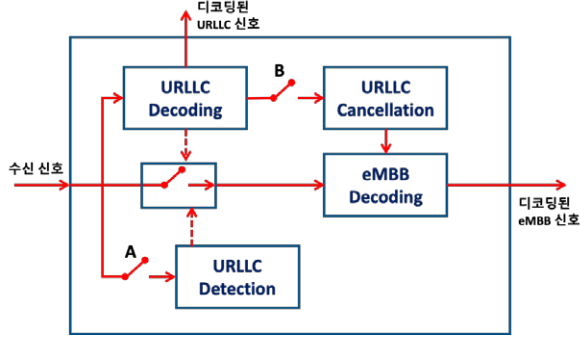 디코딩된
URLLC 신호
URLLC
Decoding
B
URLLC
Cancellation
수신 신호
eMBB
Decoding
디코딩된
eMBB 신호
A
URLLC
Detection